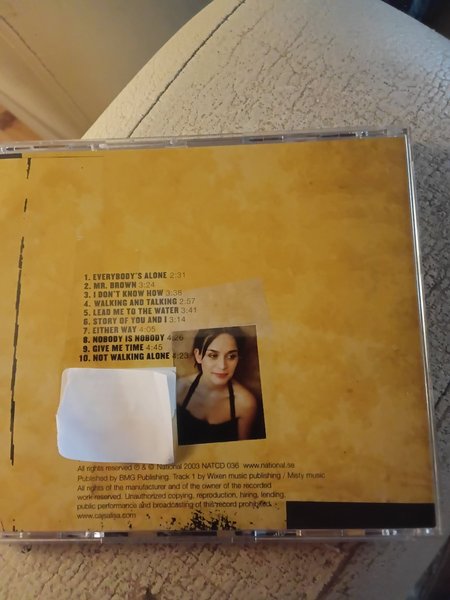 1. EVERYBODY'S ALONE 2:31
2. MR. BROWN 3:24
3. I DON'T KNOW HOW 3:38
4. WALKING AND TALKING 2:57
5. LEAD ME TO THE WATER 3:41
6. STORY OF YOU AND I 3:14
7. EITHER WAY 4:05
8. NOBODY IS NOBODY 4:26
9. GIVE ME TIME 4:45
10. NOT WALKING ALONE 4:23
All rights reserved ℗ & © National 2003 NATCD 036 www.national.se
Published by BMG Publishing. Track 1 by Wixen music publishing / Misty music
All rights of the manufacturer and of the owner of the recorded
work reserved. Unauthorized copying, reproduction, hiring, lending,
public performance and broadcasting of this record prohibited.
www.cajsalisa.com